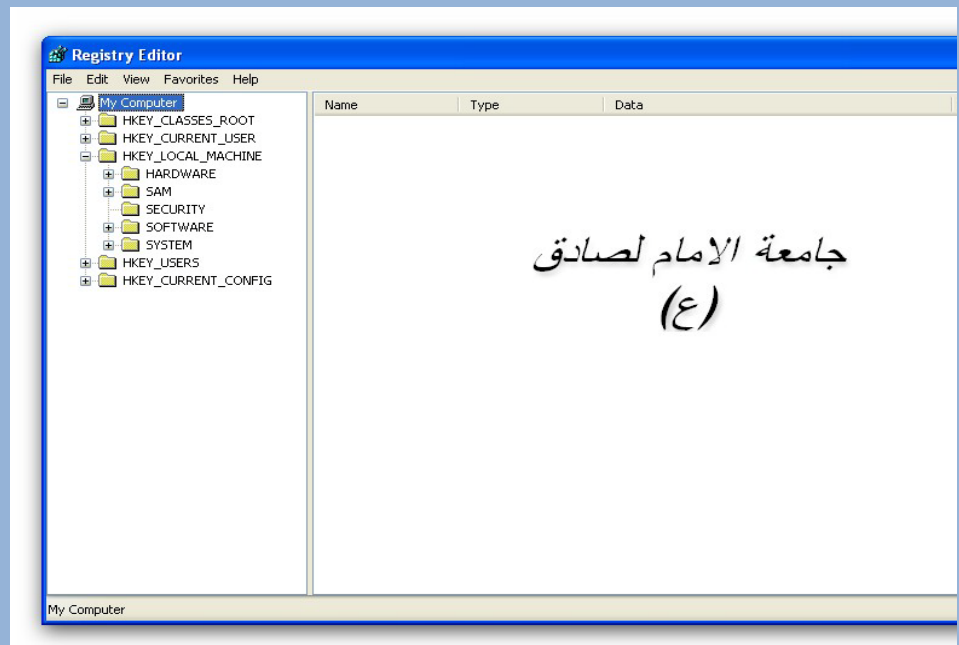 Registry Editor
File Edit View Favorites Help
My Computer
HKEY_CLASSES_ROOT
HKEY_CURRENT_USER
HKEY_LOCAL_MACHINE
HARDWARE
SAM
SECURITY
SOFTWARE
SYSTEM
HKEY_USERS
HKEY_CURRENT_CONFIG
Name Type Data
جامعة الامام لصادق
(ع)
My Computer